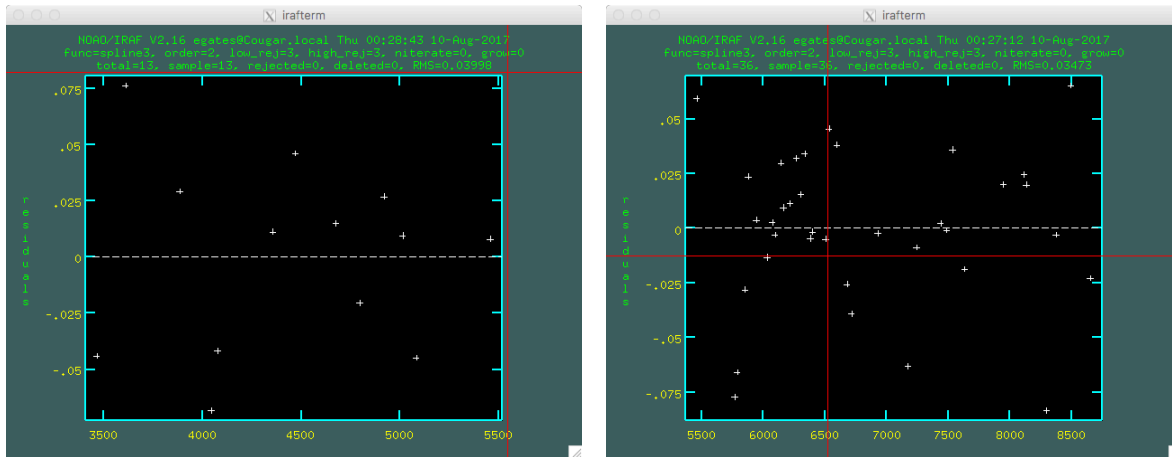 irafterm
NOAO/IRAF V2.16 egates@Cougar.local Thu 00:28:43 10-Aug-2017
func=spline3, order=2, low_rej=3, high_rej=3, niterate=0, grow=0
total=13, sample=13, rejected=0, deleted=0, RMS=0.03998
.075
.05
.025
0
-.025
-.05
residuals
3500 4000 4500 5000 5500
irafterm
NOAO/IRAF V2.16 egates@Cougar.local Thu 00:27:12 10-Aug-2017
func=spline3, order=2, low_rej=3, high_rej=3, niterate=0, grow=0
total=36, sample=36, rejected=0, deleted=0, RMS=0.03473
.05
.025
0
-.025
-.05
-.075
residuals
5500 6000 6500 7000 7500 8000 8500